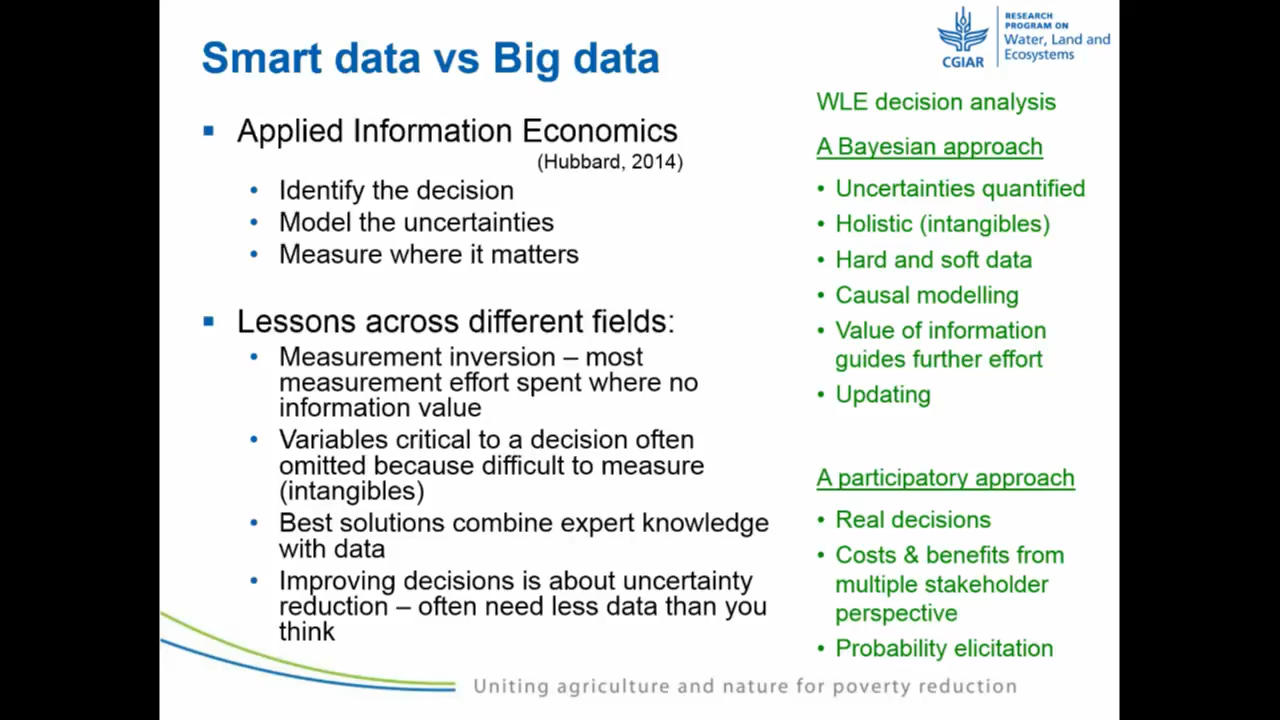 Smart data vs Big data
CGIAR
RESEARCH
PROGRAM ON
Water, Land and
Ecosystems
▪ Applied Information Economics
(Hubbard, 2014)
• Identify the decision
• Model the uncertainties
• Measure where it matters
▪ Lessons across different fields:
• Measurement inversion – most
measurement effort spent where no
information value
• Variables critical to a decision often
omitted because difficult to measure
(intangibles)
• Best solutions combine expert knowledge
with data
• Improving decisions is about uncertainty
reduction – often need less data than you
think
WLE decision analysis
A Bayesian approach
• Uncertainties quantified
• Holistic (intangibles)
• Hard and soft data
• Causal modelling
• Value of information
guides further effort
• Updating
A participatory approach
• Real decisions
• Costs & benefits from
multiple stakeholder
perspective
• Probability elicitation
Uniting agriculture and nature for poverty reduction